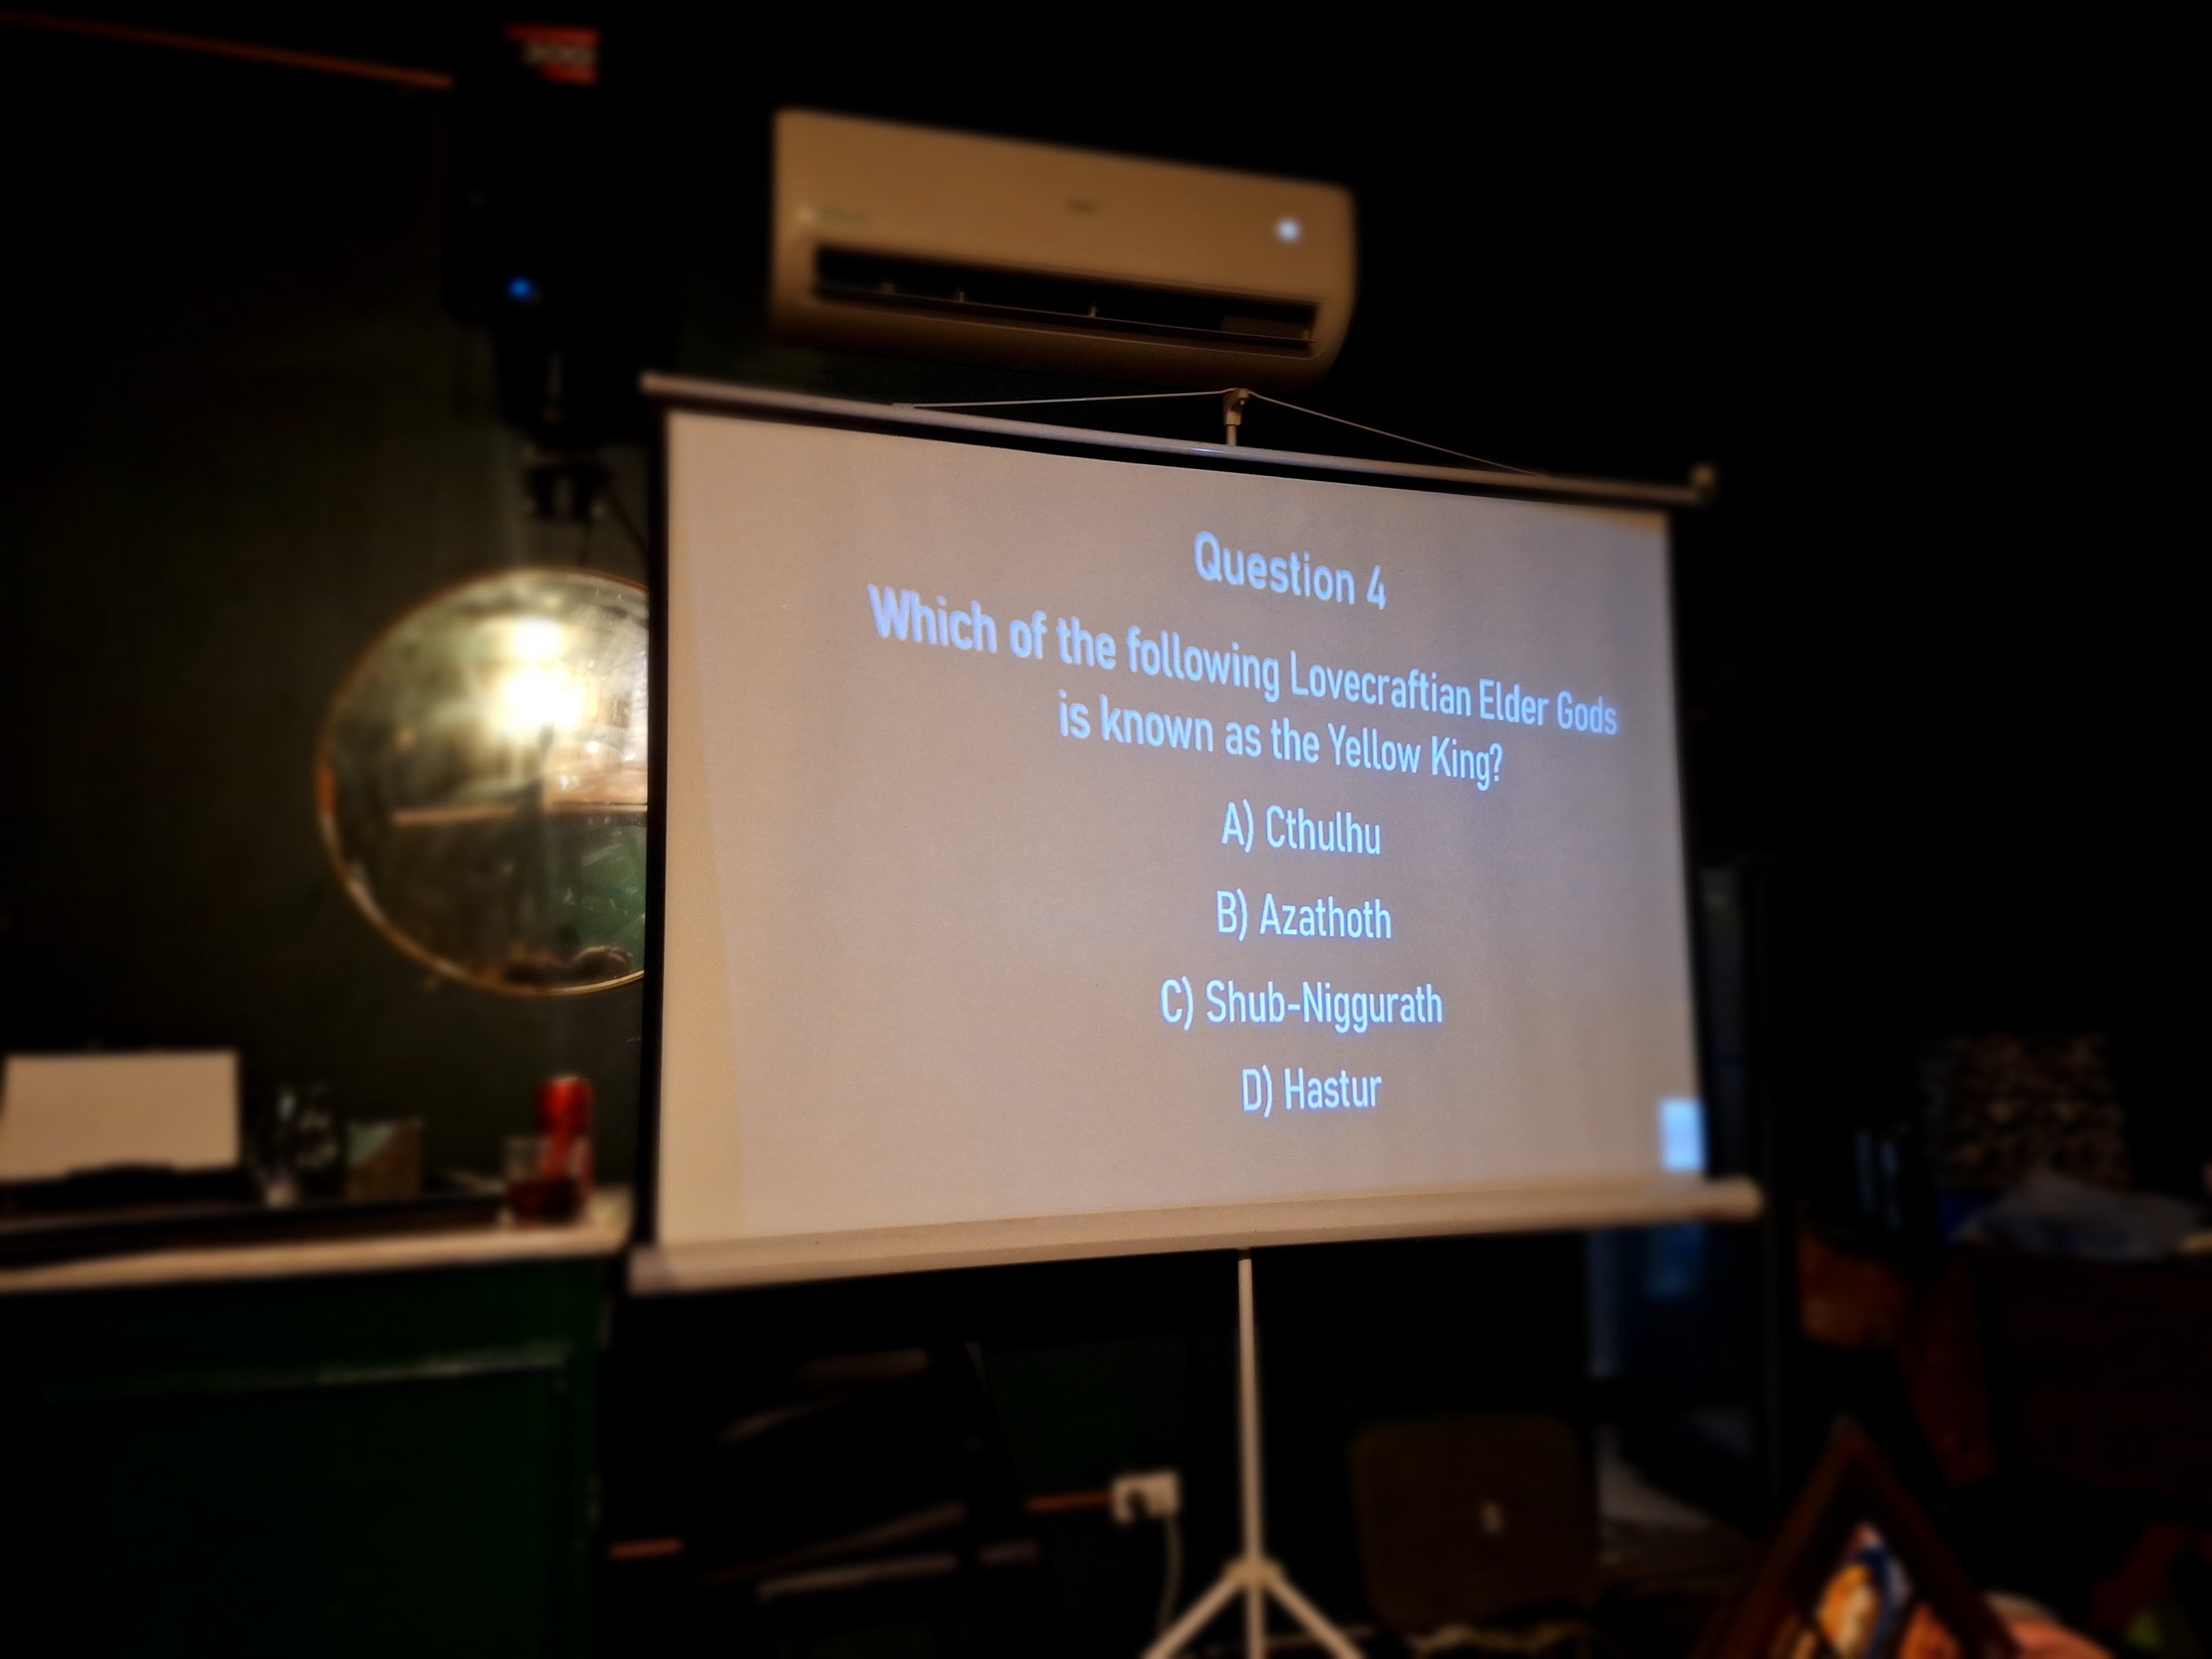 Question 4
Which of the following Lovecraftian Elder Gods
is known as the Yellow King?
A) Cthulhu
B) Azathoth
C) Shub-Niggurath
D) Hastur